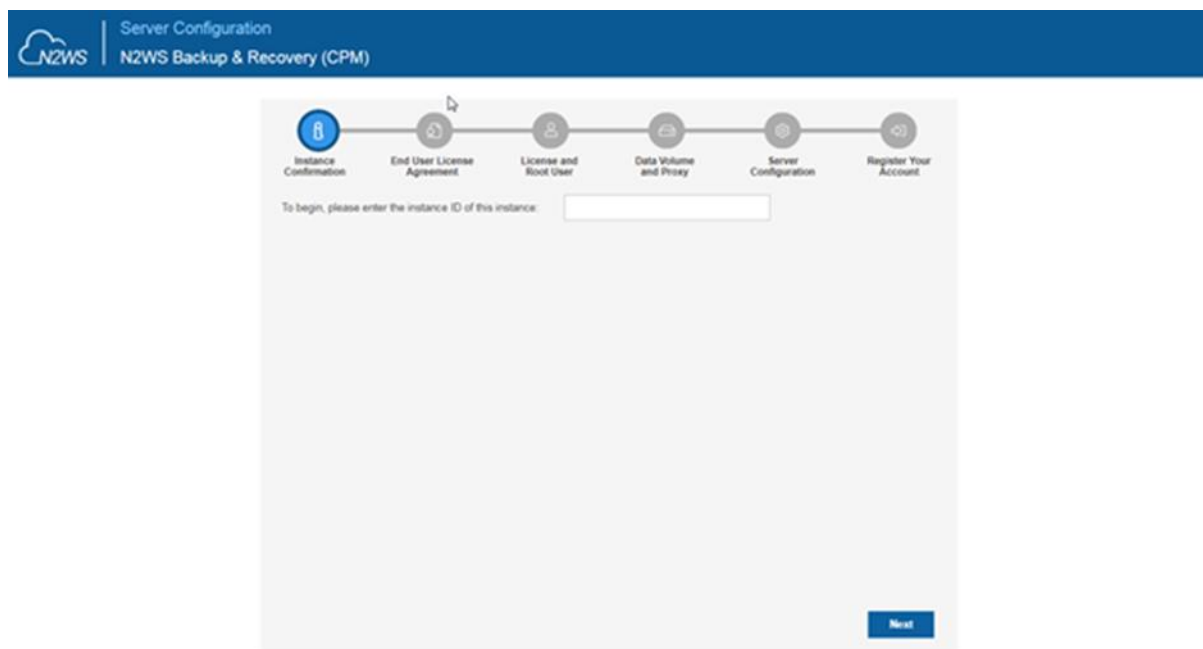 N2WS
Server Configuration
N2WS Backup & Recovery (CPM)
Instance
Confirmation
End User License
Agreement
License and
Root User
Data Volume
and Proxy
Server
Configuration
Register Your
Account
To begin, please enter the instance ID of this instance:
Next